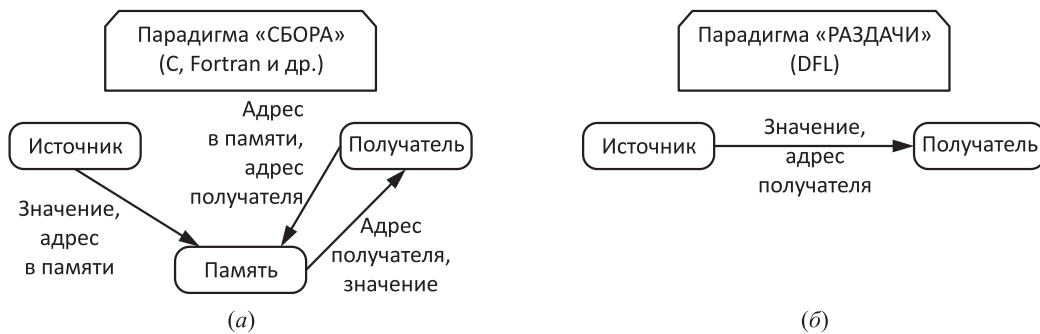 Парадигма «СБОРА»
(C, Fortran и др.)
Источник
Адрес
в памяти,
адрес
получателя
Получатель
Значение,
адрес
в памяти
Память
Адрес
получателя,
значение
(а)
Парадигма «РАЗДАЧИ»
(DFL)
Источник
Значение,
адрес
получателя
Получатель
(б)